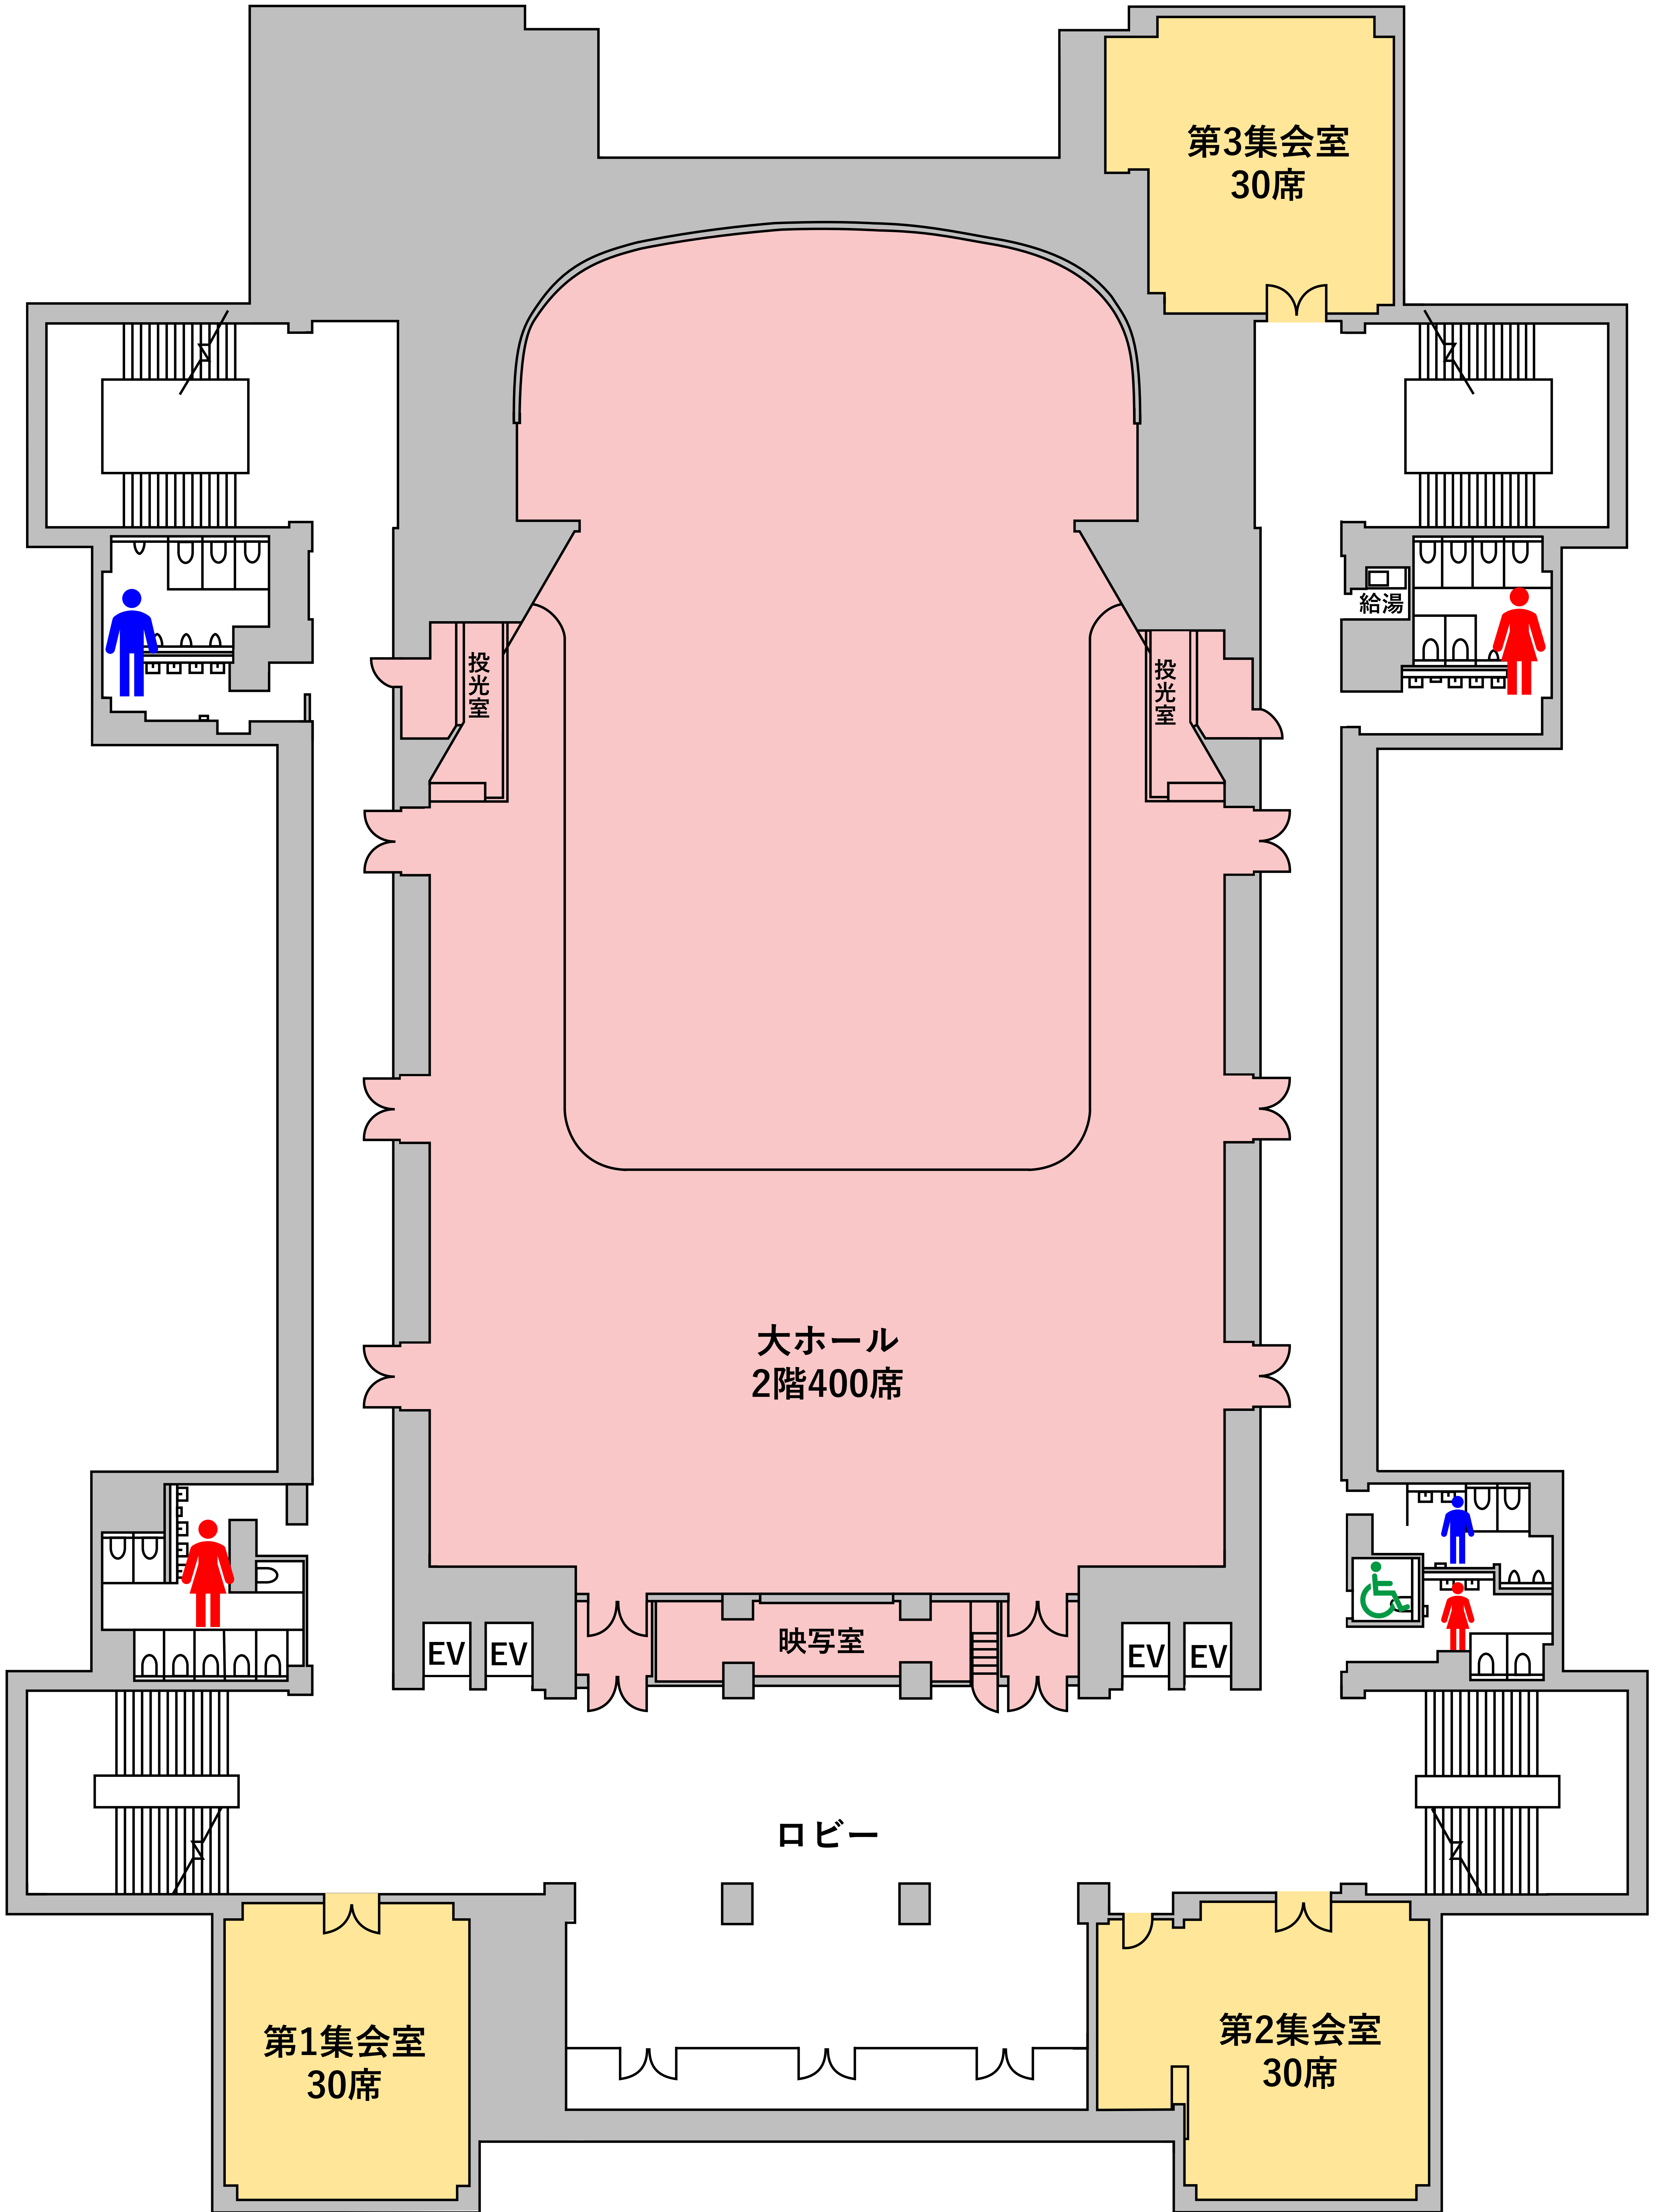 第3集会室
30席
給湯
投光室
投光室
大ホール
2階400席
映写室
EV
EV
EV
EV
ロビー
第1集会室
30席
第2集会室
30席